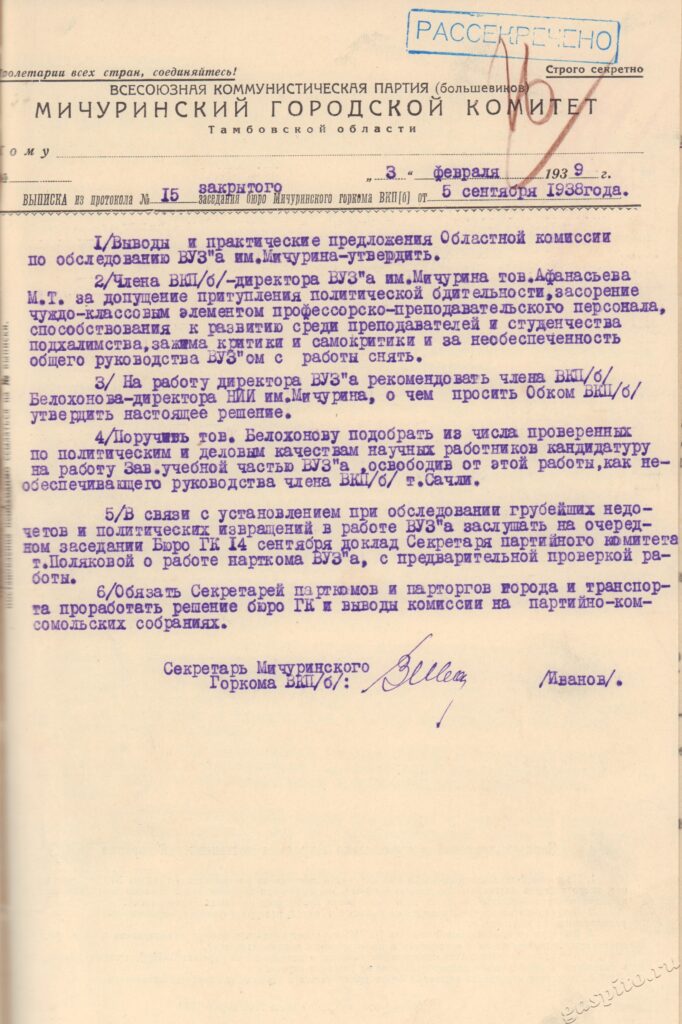 РАССЕКРЕЧЕНО
пролетарии всех стран, соединяйтесь!
Строго секретно
ВСЕСОЮЗНАЯ КОММУНИСТИЧЕСКАЯ ПАРТИЯ (большевиков)
МИЧУРИНСКИЙ ГОРОДСКОЙ КОМИТЕТ
Тамбовской области
ому
№
„ 3 “ февраля 1939 г.
ВЫПИСКА из протокола № 15 закрытого заседания бюро Мичуринского горкома ВКП(б) от 5 сентября 1938года.
1/Выводы и практические предложения Областной комиссии
по обследованию ВУЗ"а им.Мичурина-утвердить.
2/Члена ВКП/б/-директора ВУЗ"а им.Мичурина тов.Афанасьева
М.Т. за допущение притупления политической бдительности,засорение
чуждо-классовым элементом профессорско-преподавательского персонала,
способствования к развитию среди преподавателей и студенчества
подхалимства,зажима критики и самокритики и за необеспеченность
общего руководства ВУЗ"ом с работы снять.
3/ На работу директора ВУЗ"а рекомендовать члена ВКП/б/
Белохонова-директора НИИ им.Мичурина, о чем просить Обком ВКП/б/
утвердить настоящее решение.
4/Поручивь тов. Белохонову подобрать из числа проверенных
по политическим и деловым качествам научных работников кандидатуру
на работу Зав.учебной частью ВУЗ"а ,освободив от этой работы,как не-
обеспечивающего руководства члена ВКП/б/ т.Сачли.
5/В связи с установлением при обследовании грубейших недо-
четов и политических извращений в работе ВУЗ"а заслушать на очеред-
ном заседании Бюро ГК 14 сентября доклад Секретаря партийного комитета
т.Поляковой о работе нарткома ВУЗ"а, с предварительной проверкой ра-
боты.
6/Обязать Секретарей парткомов и парторгов города и транспор-
та проработать решение бюро ГК и выводы комиссии на партийно-ком-
сомольских собраниях.
Секретарь Мичуринского
Горкома ВКП/б/:
/Иванов/.
gaspito.ru